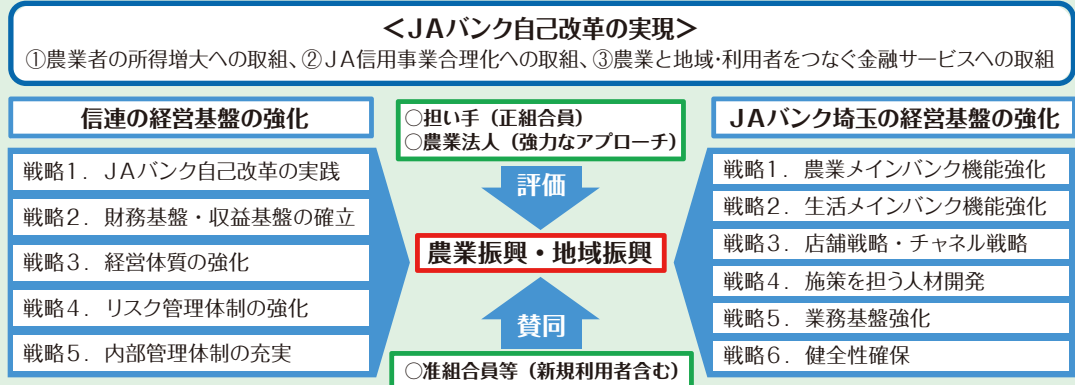 ＜ＪＡバンク自己改革の実現＞
①農業者の所得増大への取組、②ＪＡ信用事業合理化への取組、③農業と地域・利用者をつなぐ金融サービスへの取組
信連の経営基盤の強化
戦略１．ＪＡバンク自己改革の実践
戦略２．財務基盤・収益基盤の確立
戦略３．経営体質の強化
戦略４．リスク管理体制の強化
戦略５．内部管理体制の充実
○担い手（正組合員）
○農業法人（強力なアプローチ）
評価
農業振興・地域振興
賛同
○准組合員等（新規利用者含む）
ＪＡバンク埼玉の経営基盤の強化
戦略１．農業メインバンク機能強化
戦略２．生活メインバンク機能強化
戦略３．店舗戦略・チャネル戦略
戦略４．施策を担う人材開発
戦略５．業務基盤強化
戦略６．健全性確保